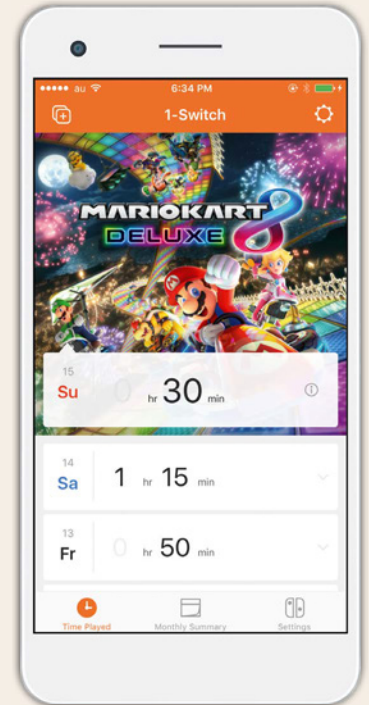 au 6:34 PM
1-Switch
MARIOKART 8
DELUXE
15
Su 0 hr 30 min
14
Sa 1 hr 15 min
13
Fr 0 hr 50 min
Time Played Monthly Summary Settings